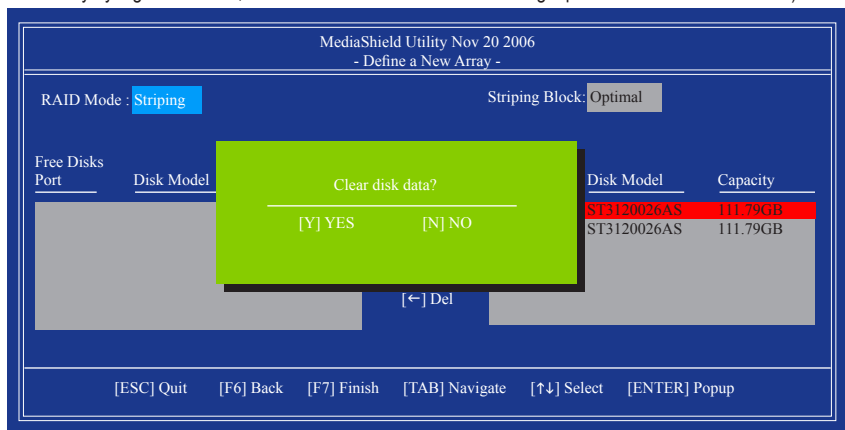 MediaShield Utility Nov 20 2006
- Define a New Array -
RAID Mode : Striping
Striping Block: Optimal
Free Disks
Port Disk Model
Disk Model Capacity
Clear disk data?
[Y] YES [N] NO
ST3120026AS 111.79GB
ST3120026AS 111.79GB
[←] Del
[ESC] Quit [F6] Back [F7] Finish [TAB] Navigate [↑↓] Select [ENTER] Popup